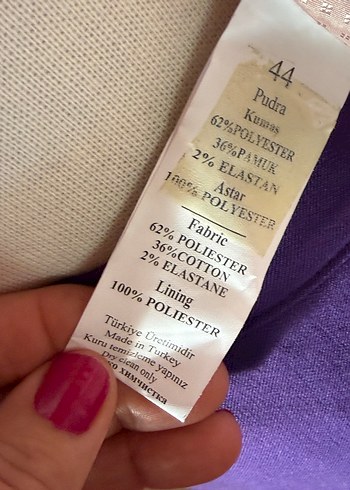 44
Pudra
Kumaş
62%POLYESTER
36%PAMUK
2% ELASTAN
Astar
100% POLYESTER
Fabric
62% POLIESTER
36%COTTON
2% ELASTANE
Lining
100% POLIESTER
Türkiye Üretimidir
Made in Turkey
Kuru temizleme yapınız
Dry clean only
химчистка